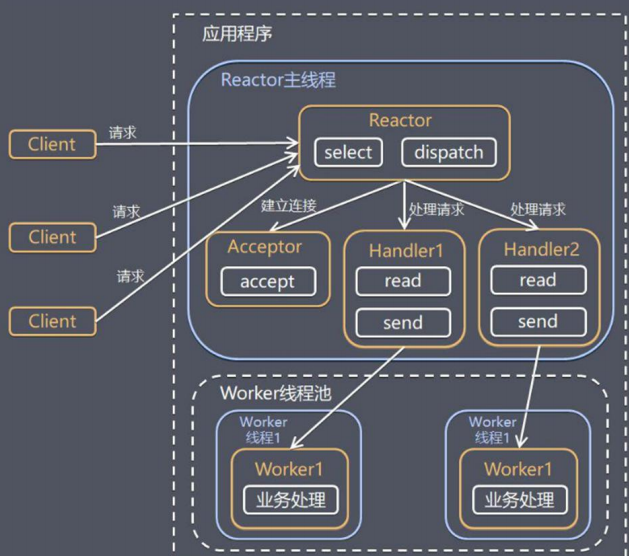 应用程序
Reactor主线程
Reactor
select
dispatch
Client
请求
Client
请求
Client
请求
建立连接
处理请求
处理请求
Acceptor
accept
Handler1
read
send
Handler2
read
send
Worker线程池
Worker
线程1
Worker1
业务处理
Worker
线程1
Worker1
业务处理